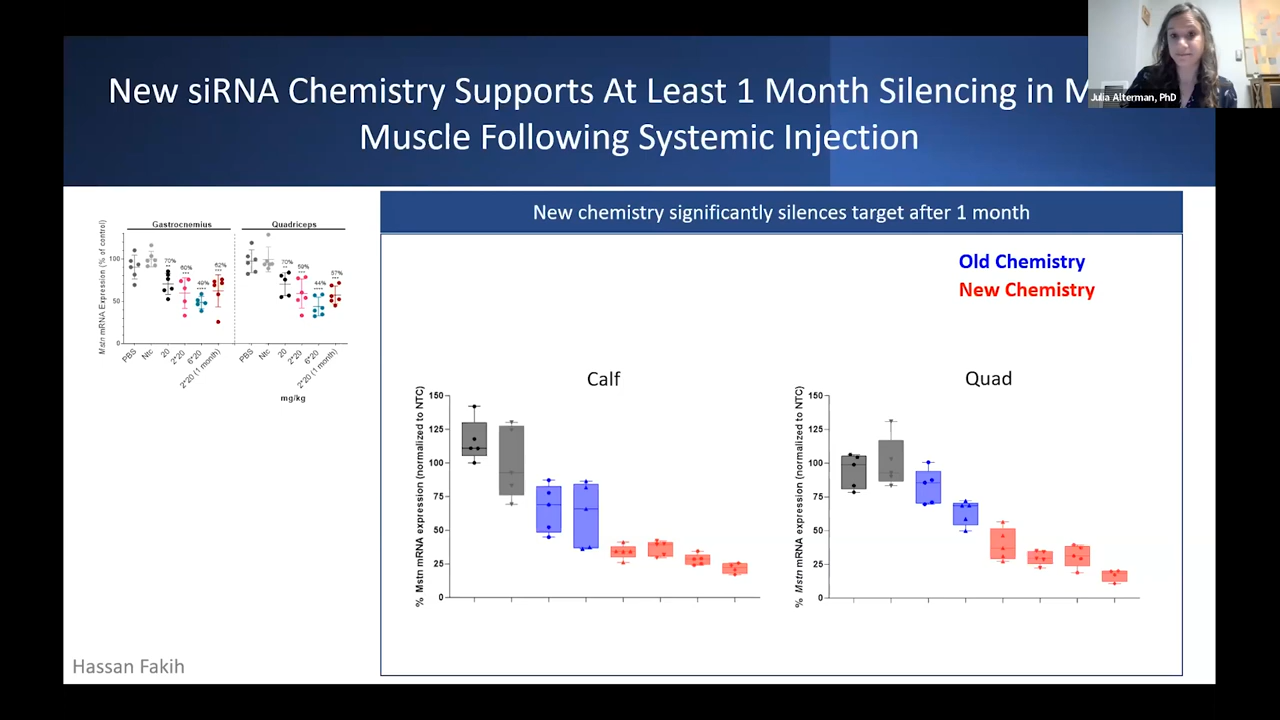 New siRNA Chemistry Supports At Least 1 Month Silencing in M
Muscle Following Systemic Injection
Julia Alterman, PhD
New chemistry significantly silences target after 1 month
Old Chemistry
New Chemistry
Gastrocnemius
Quadriceps
Mstn mRNA Expression (% of control)
100
50
0
70%
**
60%
***
49%
****
62%
***
70%
**
59%
***
44%
****
57%
***
PBS
Ntc
20
2*20
6*20
2*20 (1 month)
PBS
Ntc
20
2*20
6*20
2*20 (1 month)
mg/kg
Calf
% Mstn mRNA expression (normalized to NTC)
150
125
100
75
50
25
0
Quad
% Mstn mRNA expression (normalized to NTC)
150
125
100
75
50
25
0
Hassan Fakih